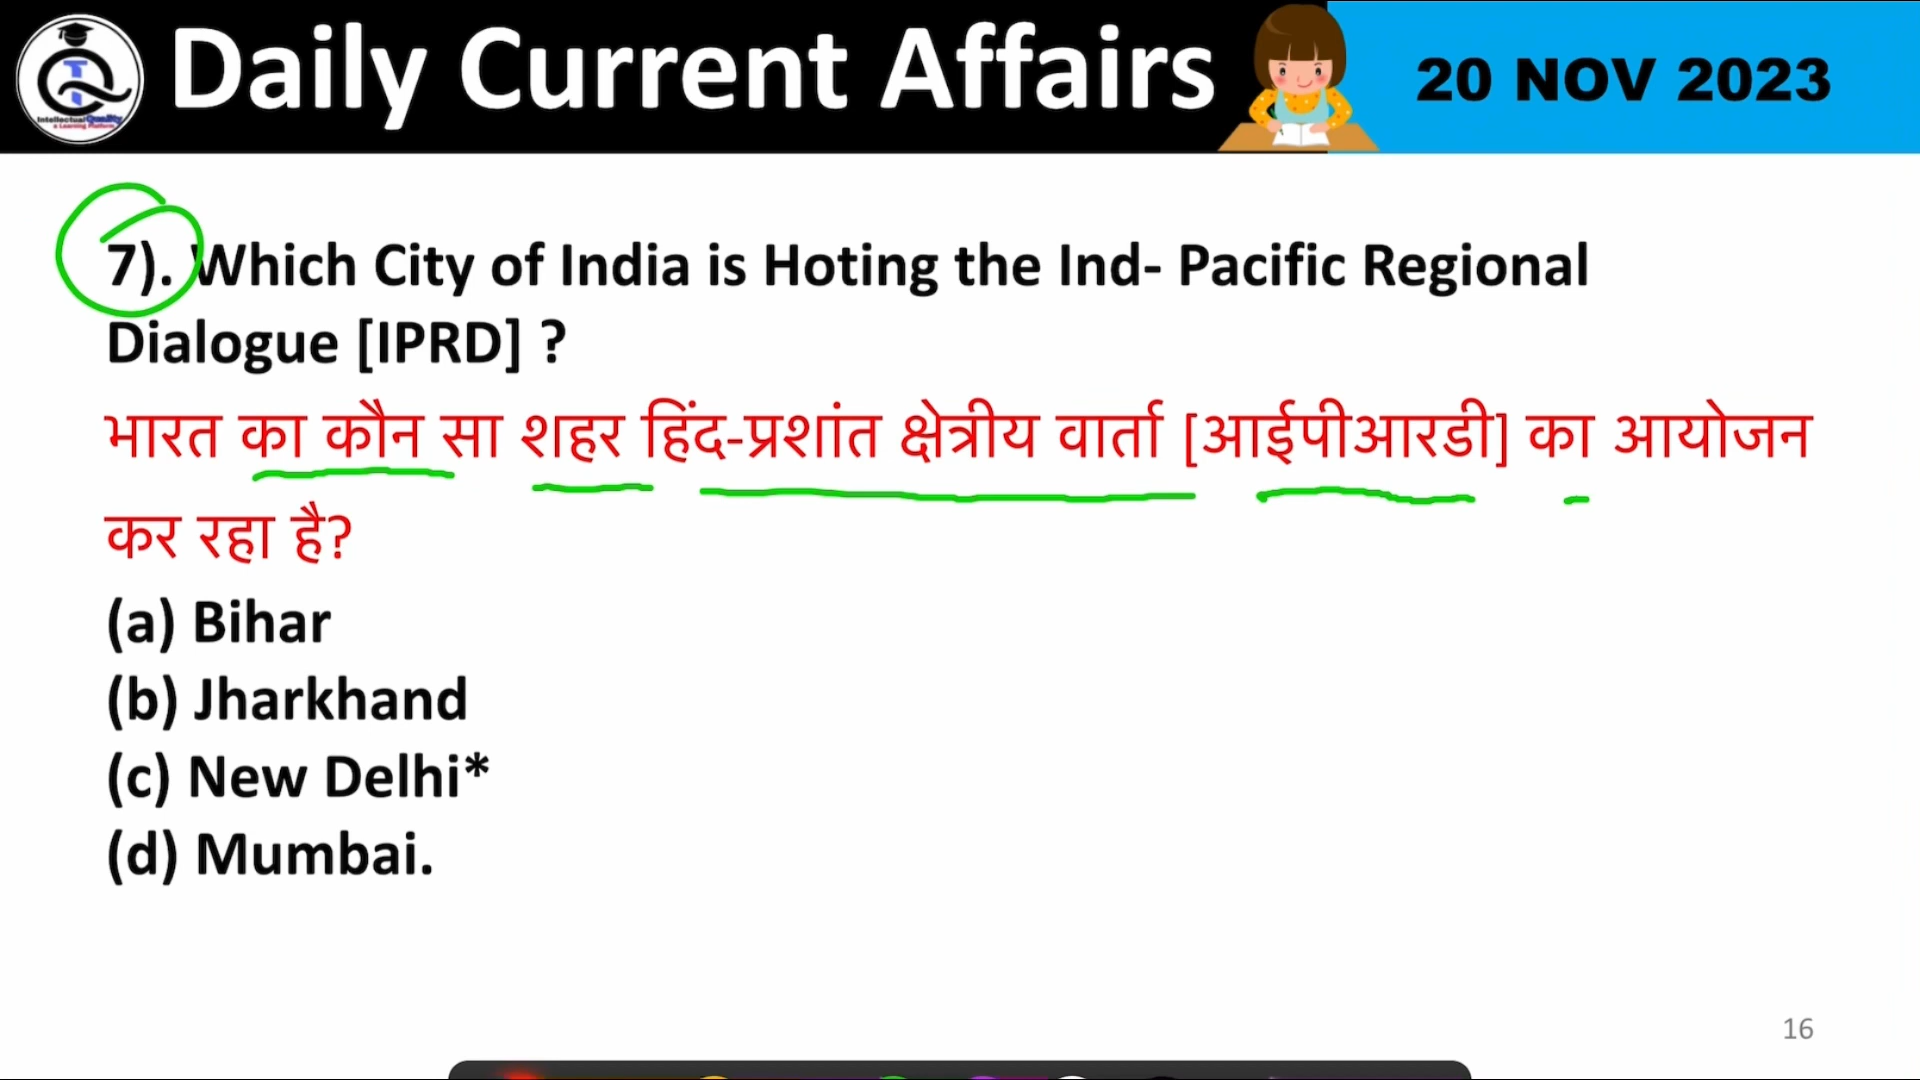 Daily Current Affairs
20 NOV 2023
7). Which City of India is Hoting the Ind- Pacific Regional
Dialogue [IPRD] ?
भारत का कौन सा शहर हिंद-प्रशांत क्षेत्रीय वार्ता [आईपीआरडी] का आयोजन
कर रहा है?
(a) Bihar
(b) Jharkhand
(c) New Delhi*
(d) Mumbai.
16